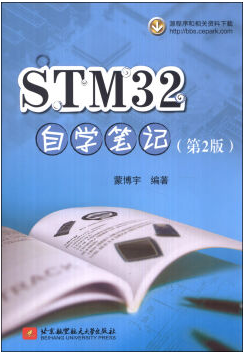 源程序和相关资料下载
http://bbs.cepark.com
STM32
自学笔记（第2版）
蒙博宇 编著
北京航空航天大学出版社
BEIHANG UNIVERSITY PRESS